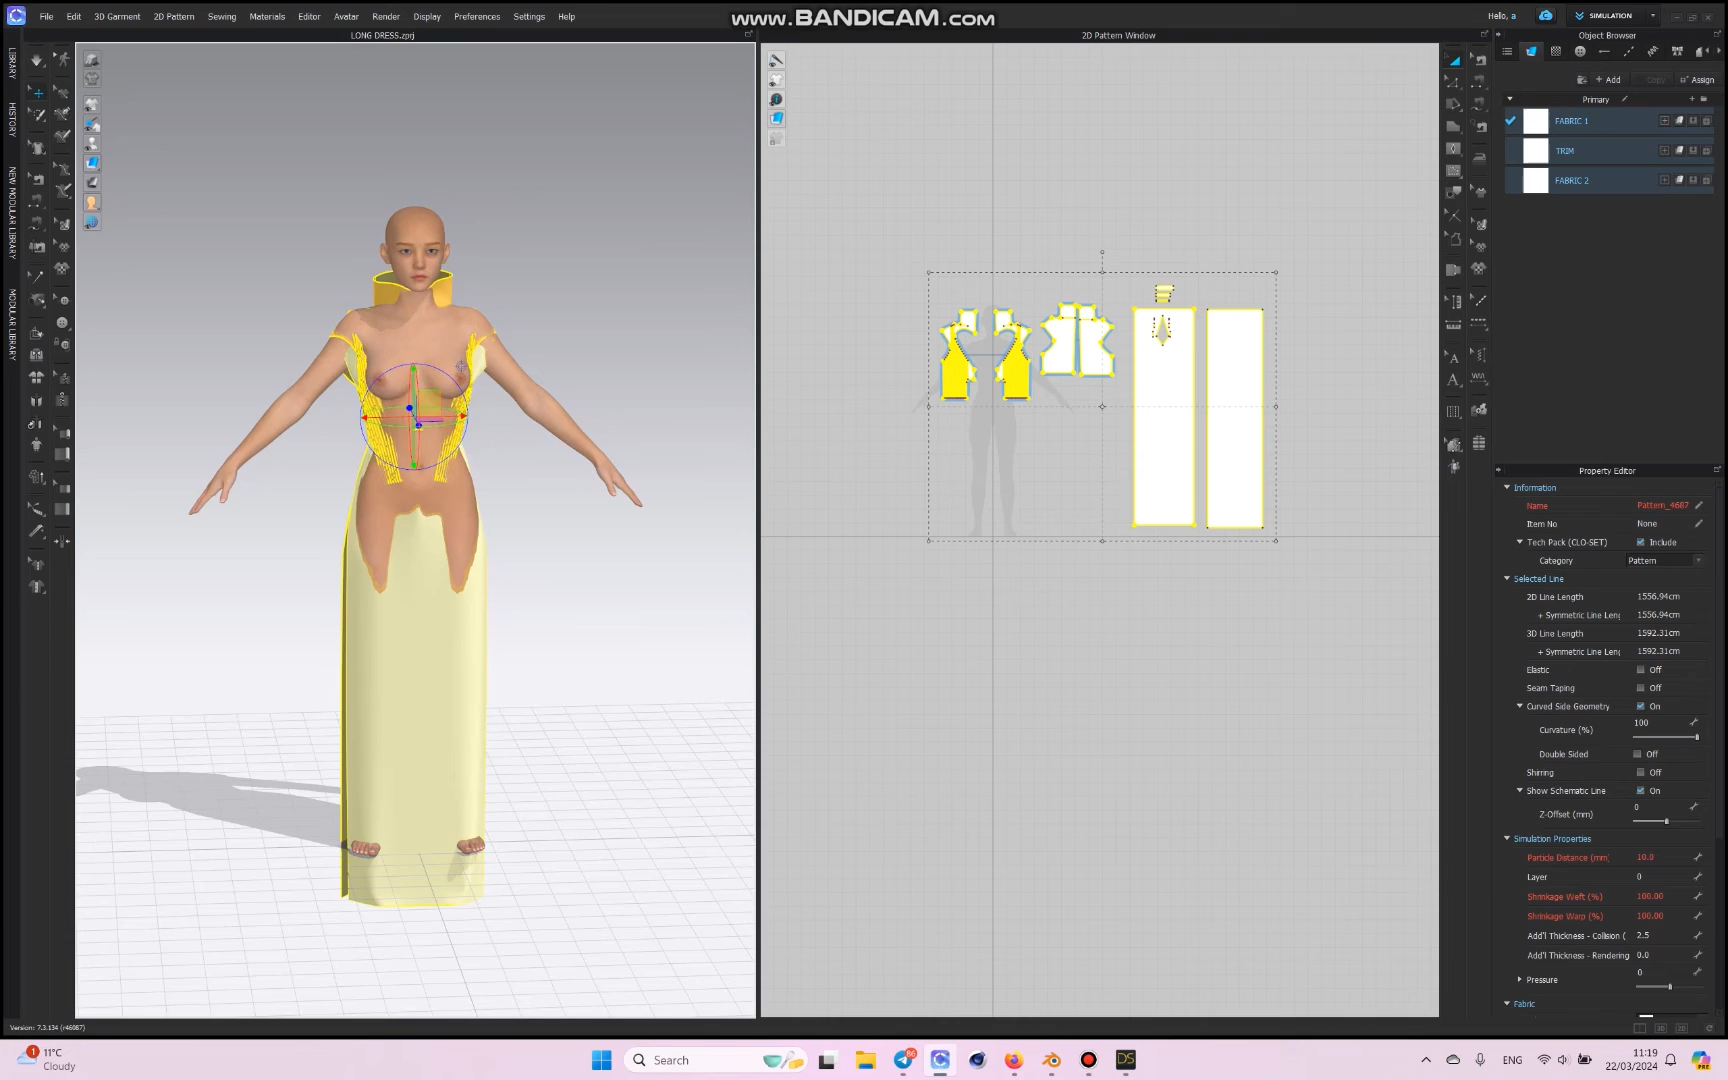 File Edit 3D Garment 2D Pattern Sewing Materials Editor Avatar Render Display Preferences Settings Help
www.BANDICAM.com
Hello, a
SIMULATION
LONG DRESS.zprj
2D Pattern Window
Object Browser
LIBRARY
HISTORY
NEW MODULAR LIBRARY
MODULAR LIBRARY
+ Add
Copy
Assign
Primary
FABRIC 1
TRIM
FABRIC 2
Property Editor
Information
Name Pattern_4687
Item No None
Tech Pack (CLO-SET) Include
Category Pattern
Selected Line
2D Line Length 1556.94cm
+ Symmetric Line Leng 1556.94cm
3D Line Length 1592.31cm
+ Symmetric Line Leng 1592.31cm
Elastic Off
Seam Taping Off
Curved Side Geometry On
Curvature (%) 100
Double Sided Off
Shirring Off
Show Schematic Line On
Z-Offset (mm) 0
Simulation Properties
Particle Distance (mm) 10.0
Layer 0
Shrinkage Weft (%) 100.00
Shrinkage Warp (%) 100.00
Add'l Thickness - Collision ( 2.5
Add'l Thickness - Rendering 0.0
Pressure 0
Fabric
Version: 7.3.134 (r46087)
1
11°C
Cloudy
Search
86
DS
ENG
11:19
22/03/2024
PRE